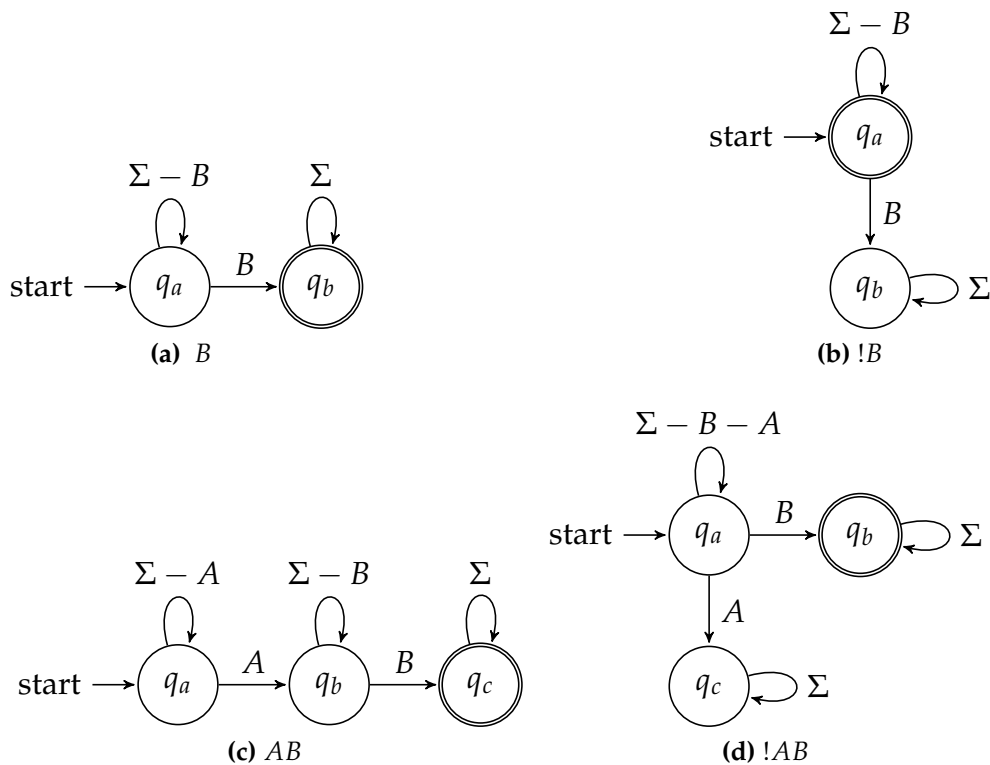 Σ − B
start
q_a
B
Σ
q_b
(a) B
Σ − B
start
q_a
B
q_b
Σ
(b) !B
Σ − A
start
q_a
A
Σ − B
q_b
B
Σ
q_c
(c) AB
Σ − B − A
start
q_a
B
q_b
Σ
A
q_c
Σ
(d) !AB